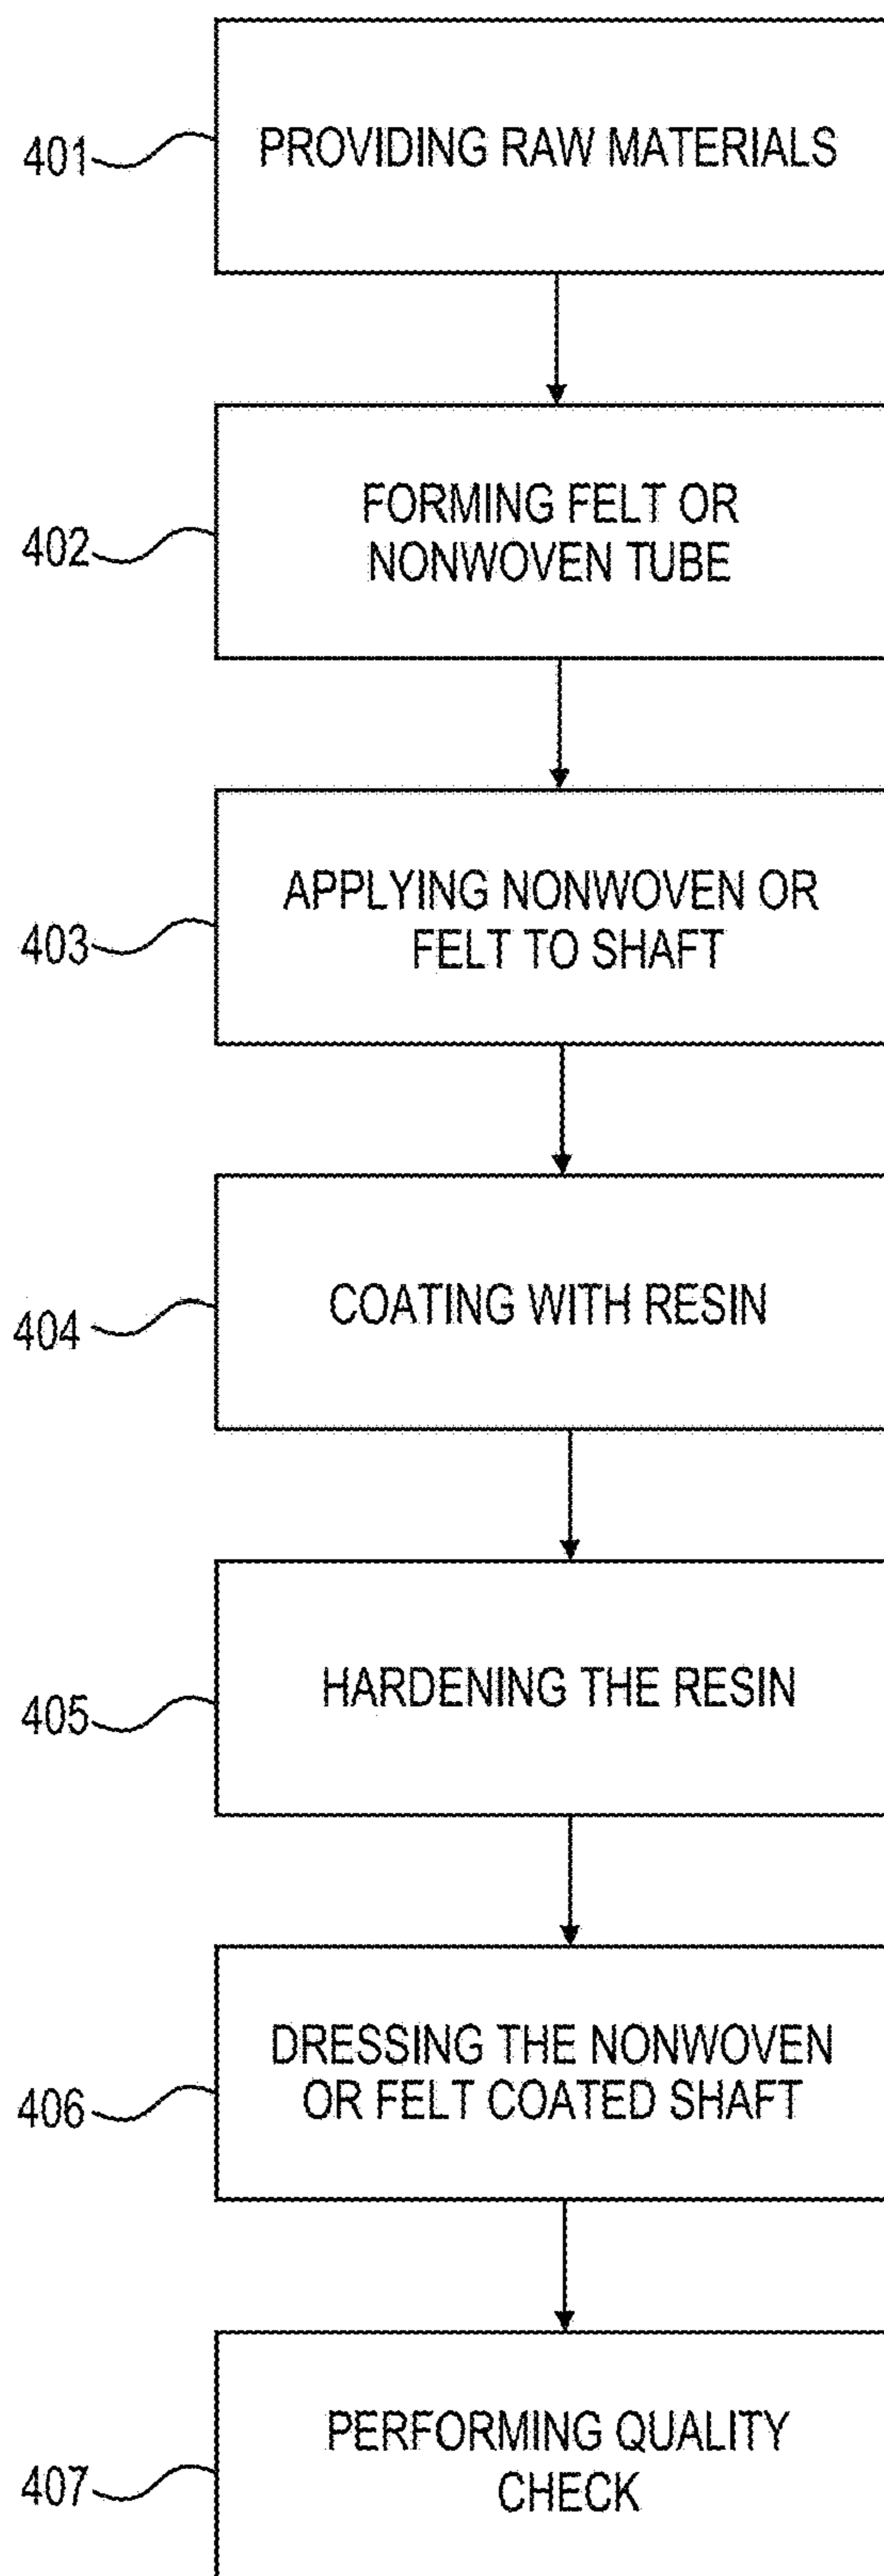 401
PROVIDING RAW MATERIALS
402
FORMING FELT OR
NONWOVEN TUBE
403
APPLYING NONWOVEN OR
FELT TO SHAFT
404
COATING WITH RESIN
405
HARDENING THE RESIN
406
DRESSING THE NONWOVEN
OR FELT COATED SHAFT
407
PERFORMING QUALITY
CHECK